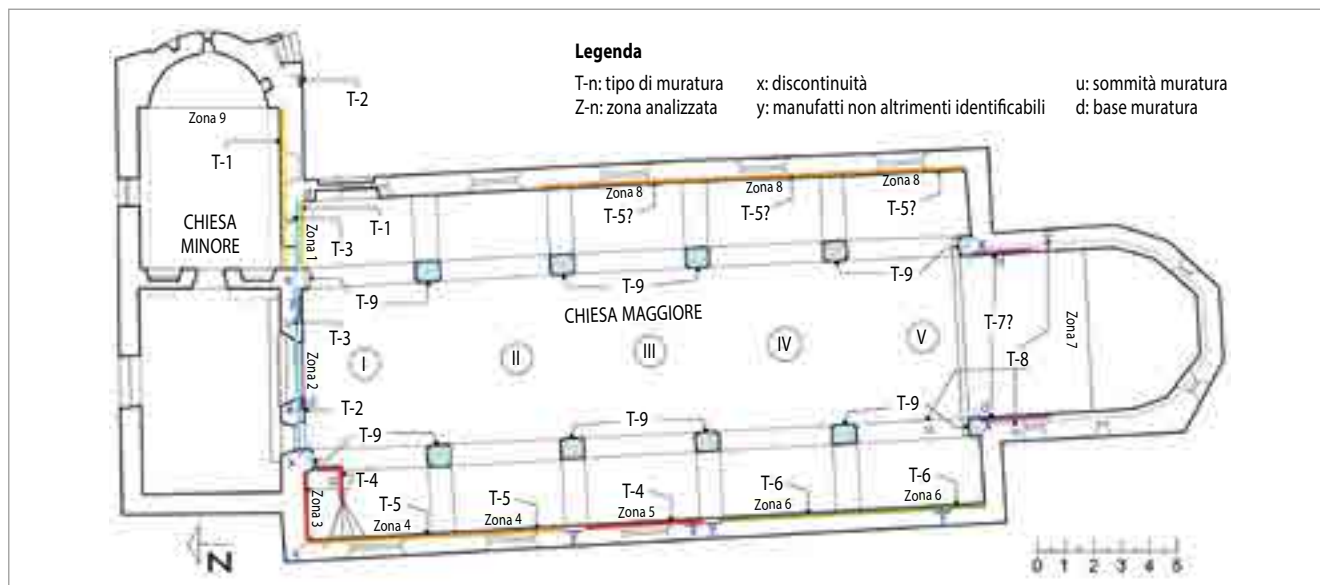 Legenda
T-n: tipo di muratura x: discontinuità u: sommità muratura
Z-n: zona analizzata y: manufatti non altrimenti identificabili d: base muratura
T-2
Zona 9
T-1
CHIESA
MINORE
Zona 1
T-1
T-3
Zona 8
Zona 8
Zona 8
T-5?
T-5?
T-5?
T-9
T-9
T-9
CHIESA MAGGIORE
T-3
Zona 2
I
II
III
IV
V
T-7?
Zona 7
T-8
T-2
T-9
T-9
T-9
T-4
Zona 3
T-5
Zona 4
T-5
Zona 4
T-4
Zona 5
T-6
Zona 6
T-6
Zona 6
N
0 1 2 3 4 5